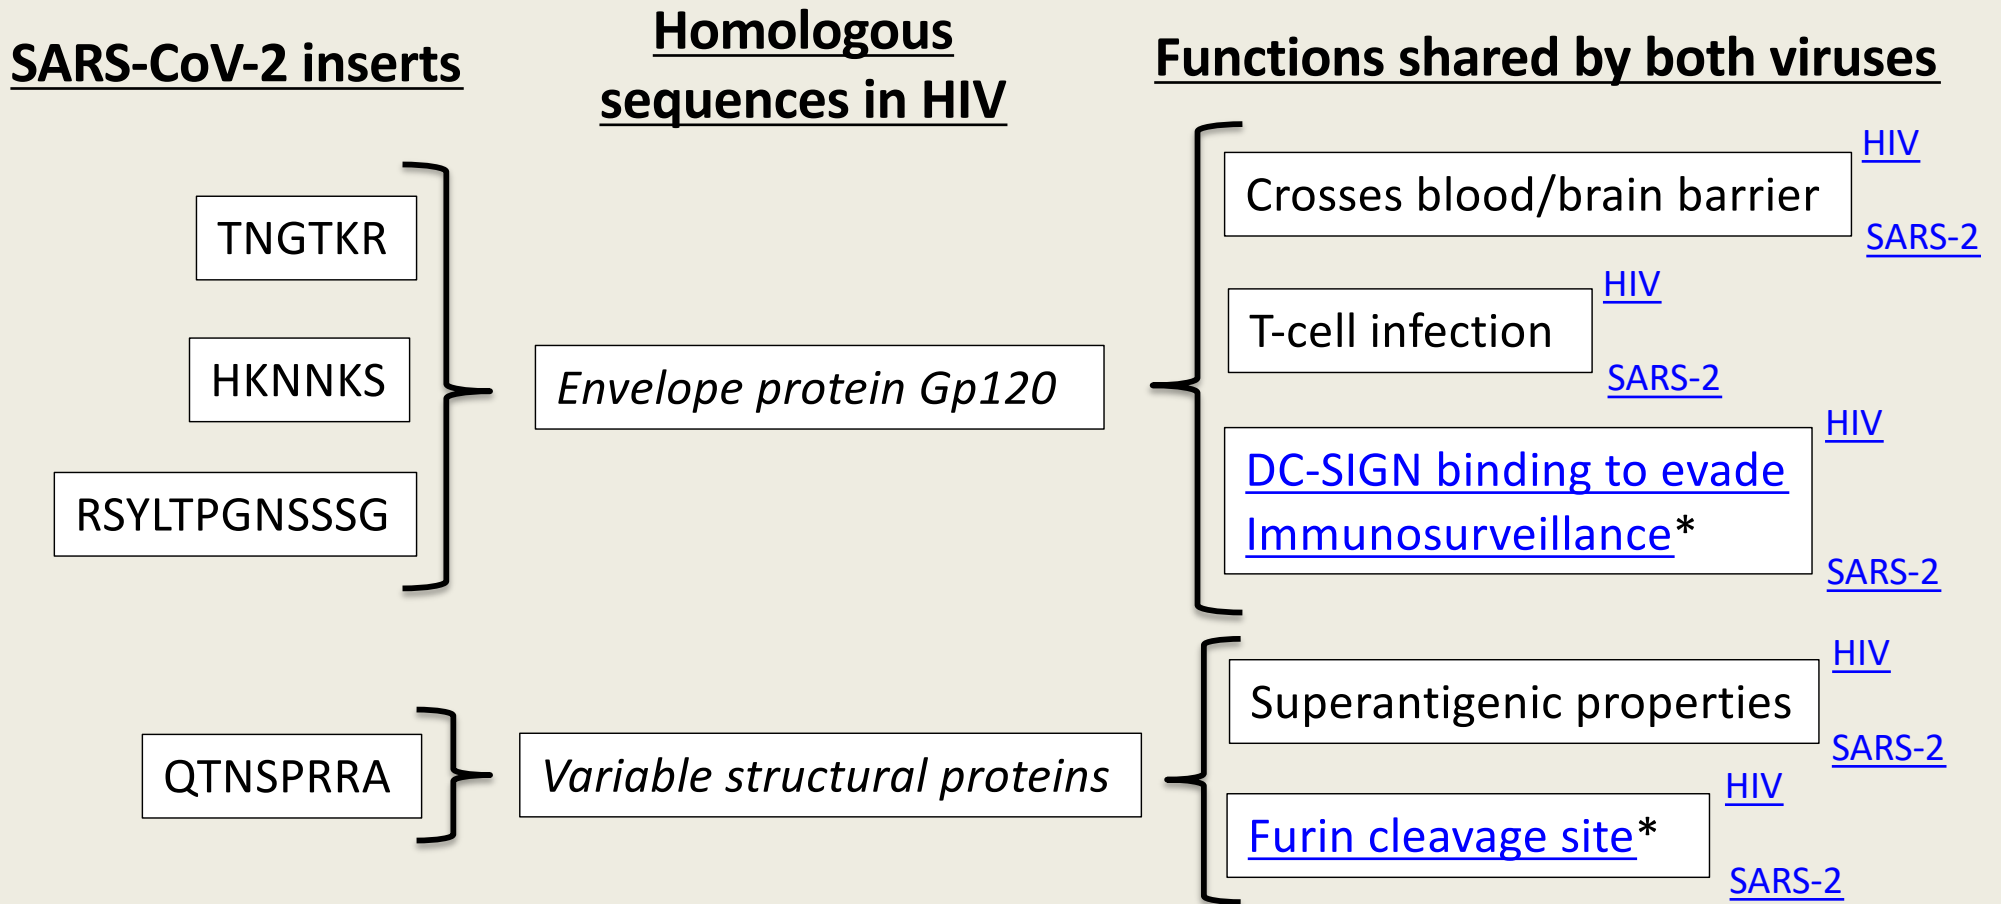 SARS-CoV-2 inserts
Homologous
sequences in HIV
Functions shared by both viruses
TNGTKR
HKNNKS
RSYLTPGNSSSG
Envelope protein Gp120
Crosses blood/brain barrier
HIV
SARS-2
T-cell infection
HIV
SARS-2
DC-SIGN binding to evade
Immunosurveillance*
HIV
SARS-2
QTNSPRRA
Variable structural proteins
Superantigenic properties
HIV
SARS-2
Furin cleavage site*
HIV
SARS-2